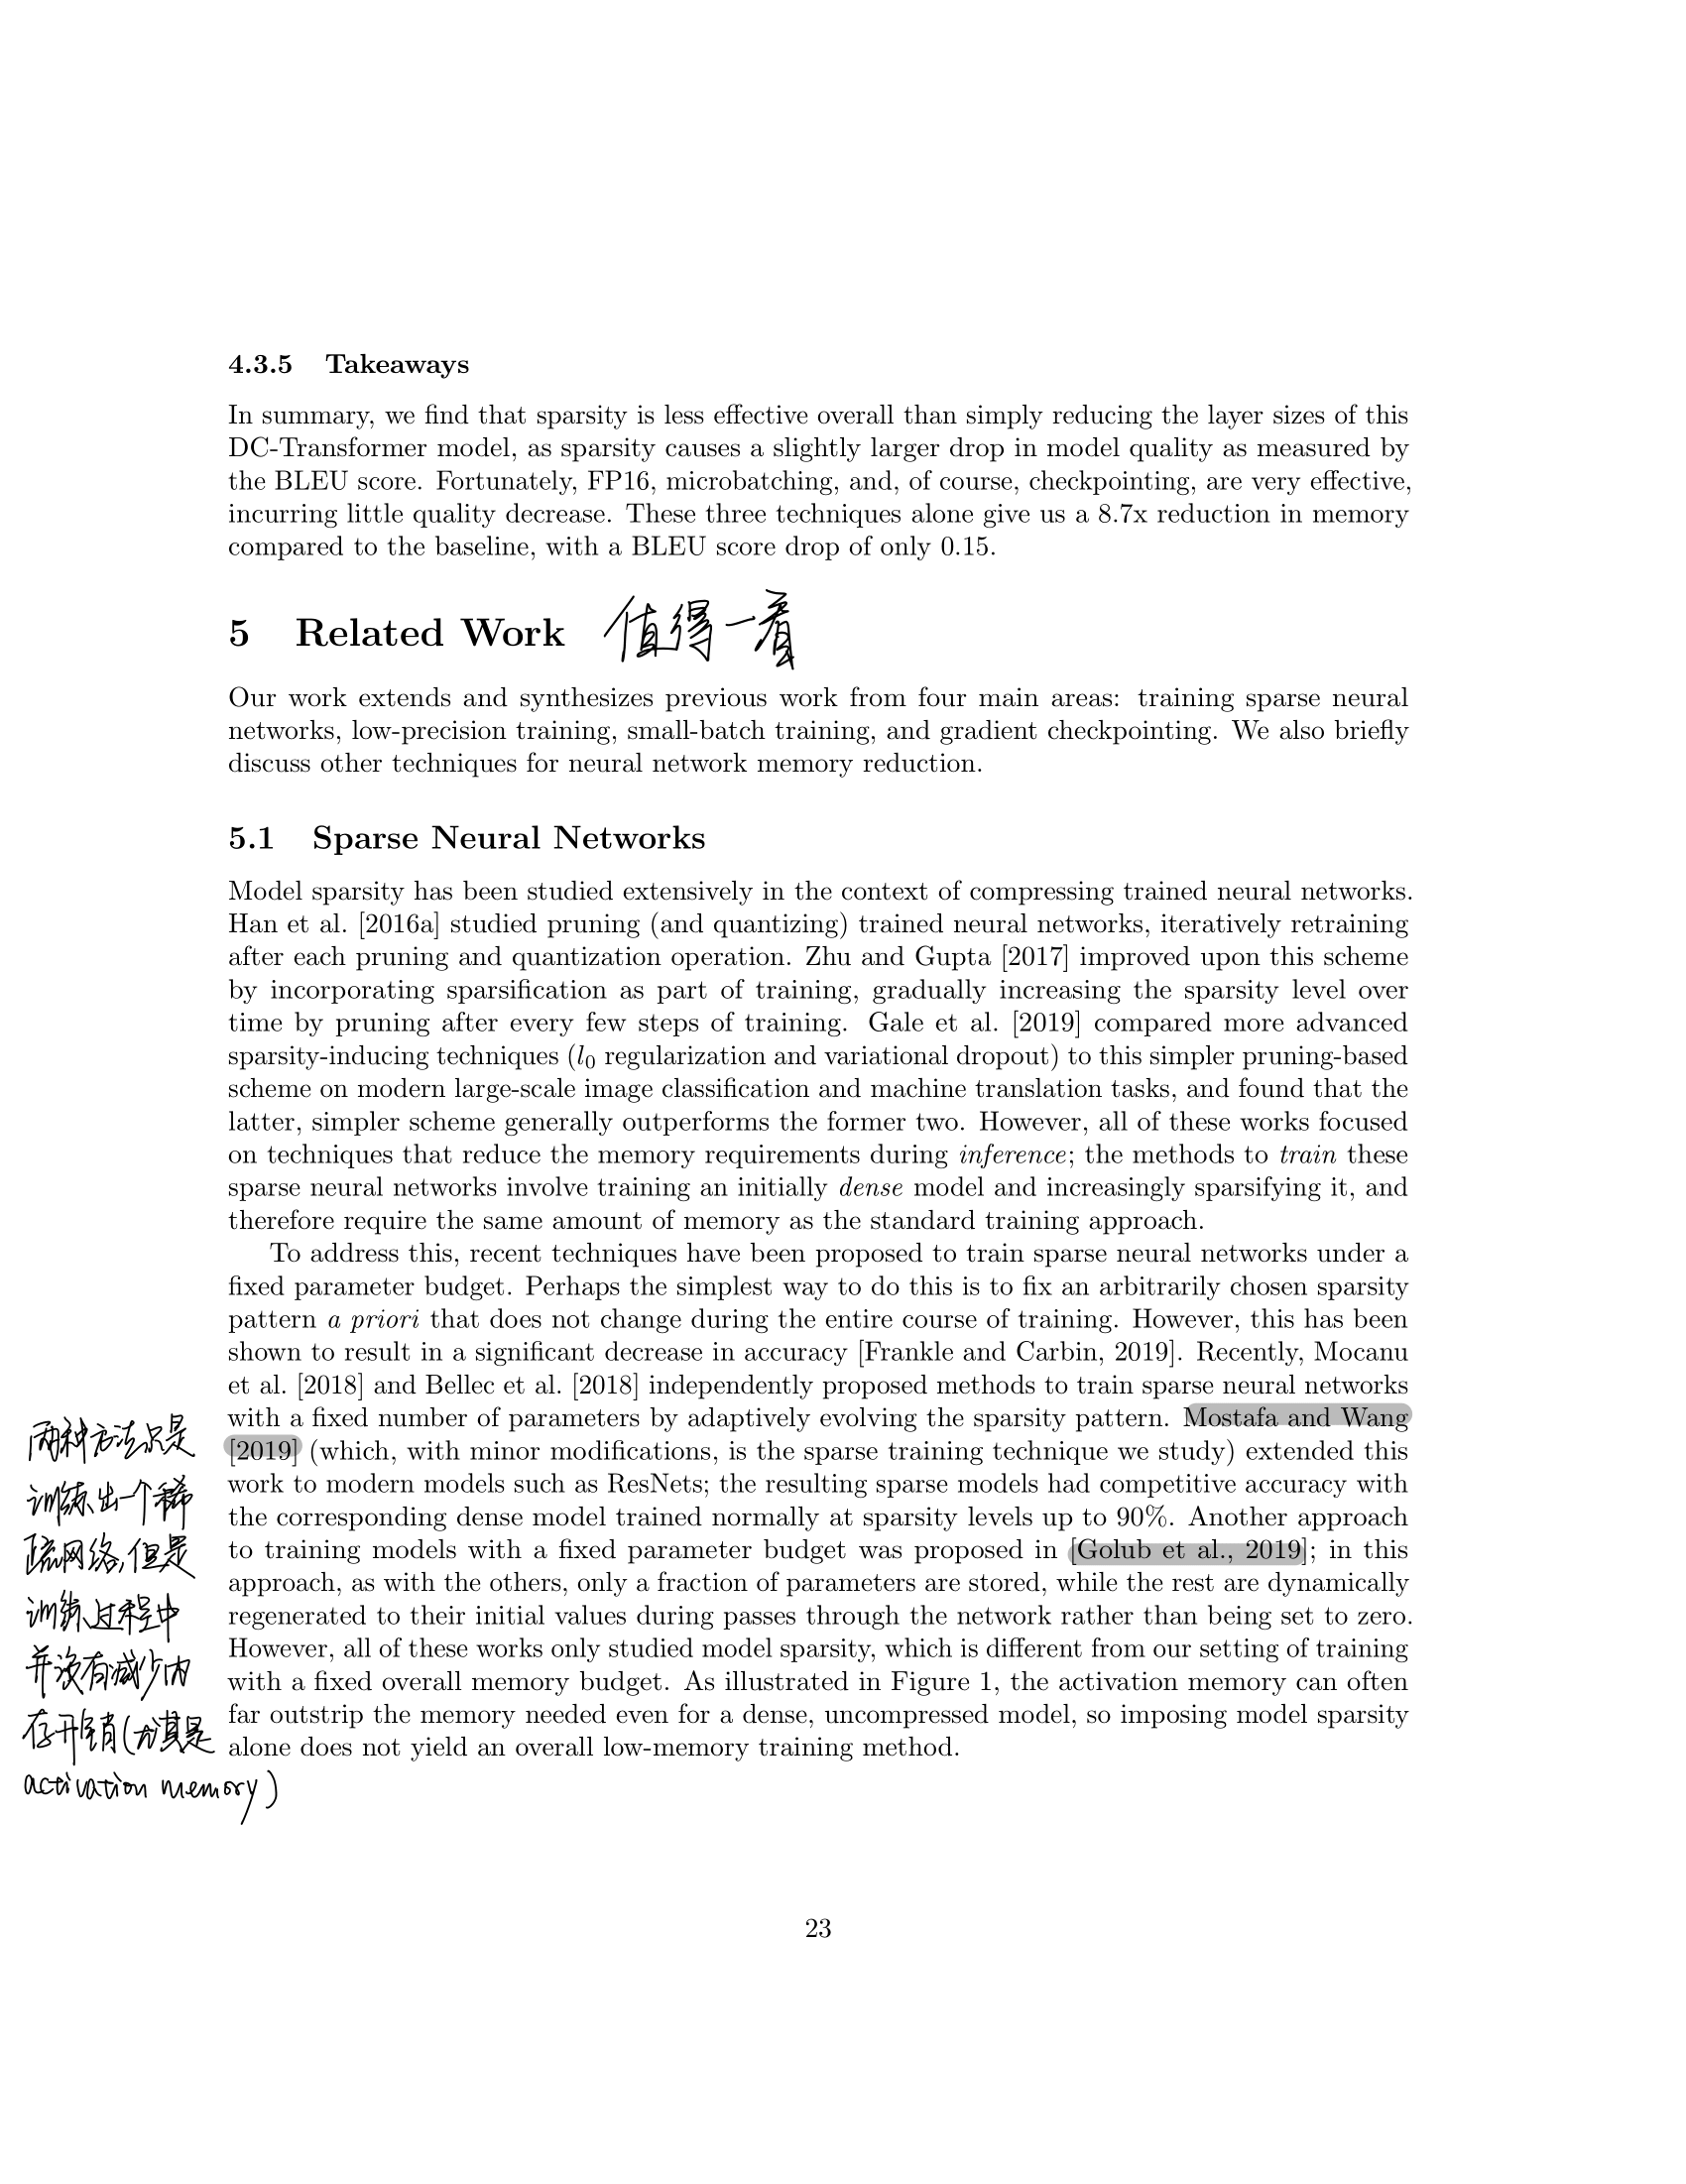 4.3.5 Takeaways
In summary, we find that sparsity is less effective overall than simply reducing the layer sizes of this
DC-Transformer model, as sparsity causes a slightly larger drop in model quality as measured by
the BLEU score. Fortunately, FP16, microbatching, and, of course, checkpointing, are very effective,
incurring little quality decrease. These three techniques alone give us a 8.7x reduction in memory
compared to the baseline, with a BLEU score drop of only 0.15.
5 Related Work 值得一看
Our work extends and synthesizes previous work from four main areas: training sparse neural
networks, low-precision training, small-batch training, and gradient checkpointing. We also briefly
discuss other techniques for neural network memory reduction.
5.1 Sparse Neural Networks
Model sparsity has been studied extensively in the context of compressing trained neural networks.
Han et al. [2016a] studied pruning (and quantizing) trained neural networks, iteratively retraining
after each pruning and quantization operation. Zhu and Gupta [2017] improved upon this scheme
by incorporating sparsification as part of training, gradually increasing the sparsity level over
time by pruning after every few steps of training. Gale et al. [2019] compared more advanced
sparsity-inducing techniques (l₀ regularization and variational dropout) to this simpler pruning-based
scheme on modern large-scale image classification and machine translation tasks, and found that the
latter, simpler scheme generally outperforms the former two. However, all of these works focused
on techniques that reduce the memory requirements during inference; the methods to train these
sparse neural networks involve training an initially dense model and increasingly sparsifying it, and
therefore require the same amount of memory as the standard training approach.
To address this, recent techniques have been proposed to train sparse neural networks under a
fixed parameter budget. Perhaps the simplest way to do this is to fix an arbitrarily chosen sparsity
pattern a priori that does not change during the entire course of training. However, this has been
shown to result in a significant decrease in accuracy [Frankle and Carbin, 2019]. Recently, Mocanu
et al. [2018] and Bellec et al. [2018] independently proposed methods to train sparse neural networks
with a fixed number of parameters by adaptively evolving the sparsity pattern. Mostafa and Wang
[2019] (which, with minor modifications, is the sparse training technique we study) extended this
work to modern models such as ResNets; the resulting sparse models had competitive accuracy with
the corresponding dense model trained normally at sparsity levels up to 90%. Another approach
to training models with a fixed parameter budget was proposed in [Golub et al., 2019]; in this
approach, as with the others, only a fraction of parameters are stored, while the rest are dynamically
regenerated to their initial values during passes through the network rather than being set to zero.
However, all of these works only studied model sparsity, which is different from our setting of training
with a fixed overall memory budget. As illustrated in Figure 1, the activation memory can often
far outstrip the memory needed even for a dense, uncompressed model, so imposing model sparsity
alone does not yield an overall low-memory training method.
两种方法只是
训练出一个稀
疏网络,但是
训练过程中
并没有减少内
存开销(尤其是
activation memory)
23